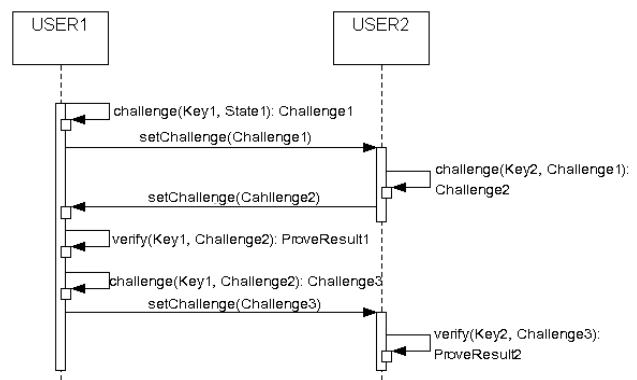 USER1
USER2
challenge(Key1, State1): Challenge1
setChallenge(Challenge1)
challenge(Key2, Challenge1):
Challenge2
setChallenge(Cahllenge2)
verify(Key1, Challenge2): ProveResult1
challenge(Key1, Challenge2): Challenge3
setChallenge(Challenge3)
verify(Key2, Challenge3):
ProveResult2